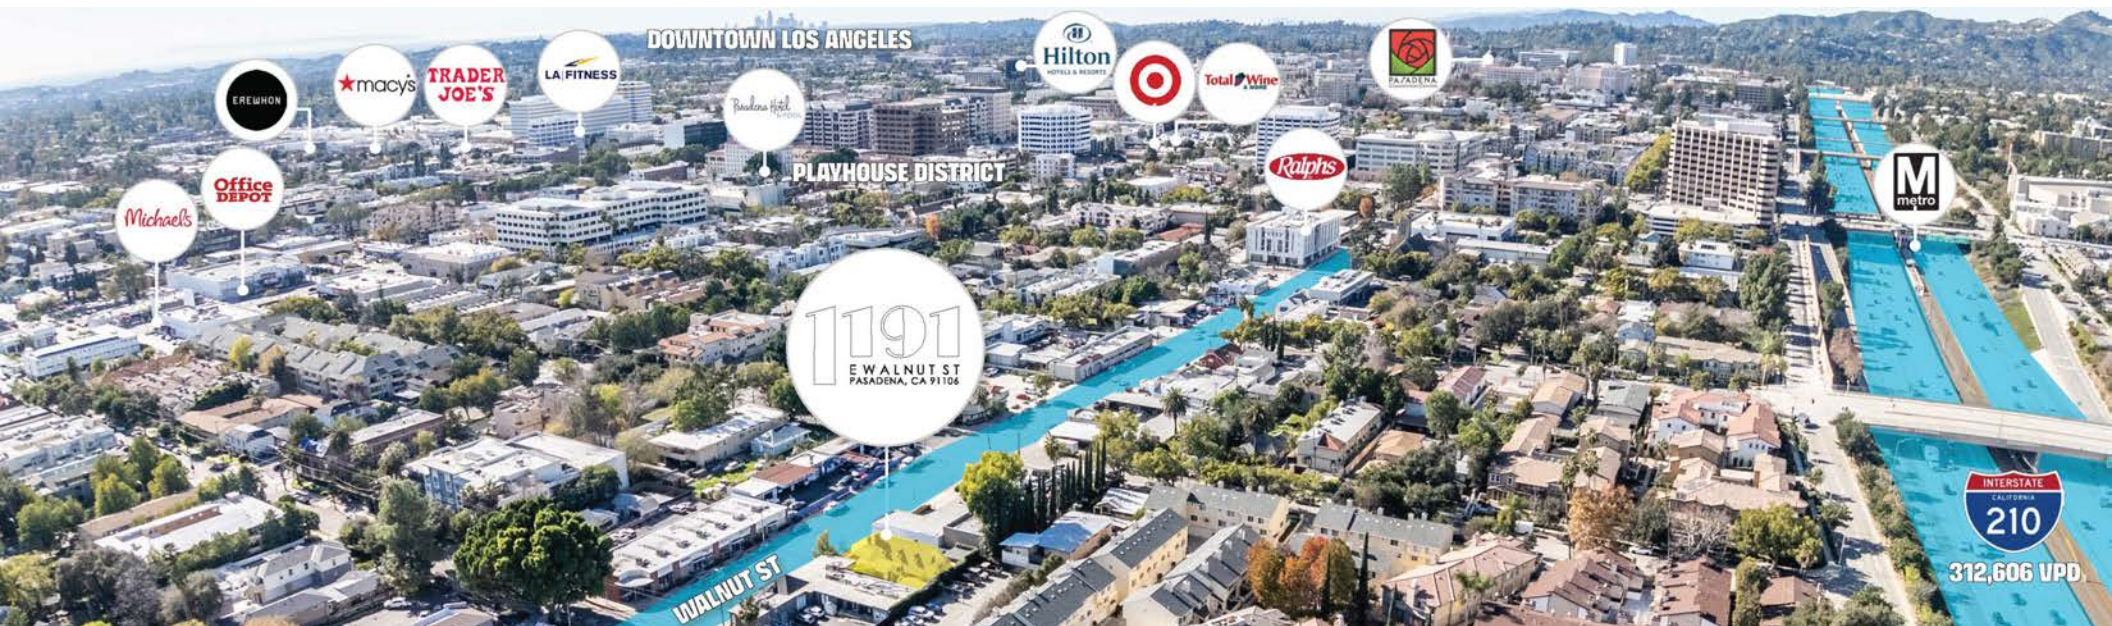 DOWNTOWN LOS ANGELES
EREWHON
macy's
TRADER
JOE'S
LA FITNESS
Pasadena Hotel
& POOL
Hilton
HOTELS & RESORTS
Total Wine
& MORE
PASADENA
Ralphs
PLAYHOUSE DISTRICT
M
metro
Michaels
Office
DEPOT
1191
E WALNUT ST
PASADENA, CA 91106
WALNUT ST
INTERSTATE
CALIFORNIA
210
312,606 VPD